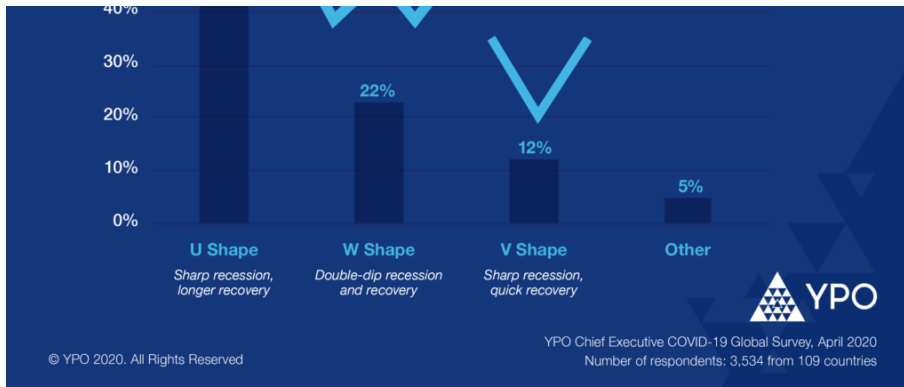 40%
30%
22%
20%
12%
10%
5%
0%
U Shape
Sharp recession,
longer recovery
W Shape
Double-dip recession
and recovery
V Shape
Sharp recession,
quick recovery
Other
YPO
YPO Chief Executive COVID-19 Global Survey, April 2020
© YPO 2020. All Rights Reserved
Number of respondents: 3,534 from 109 countries